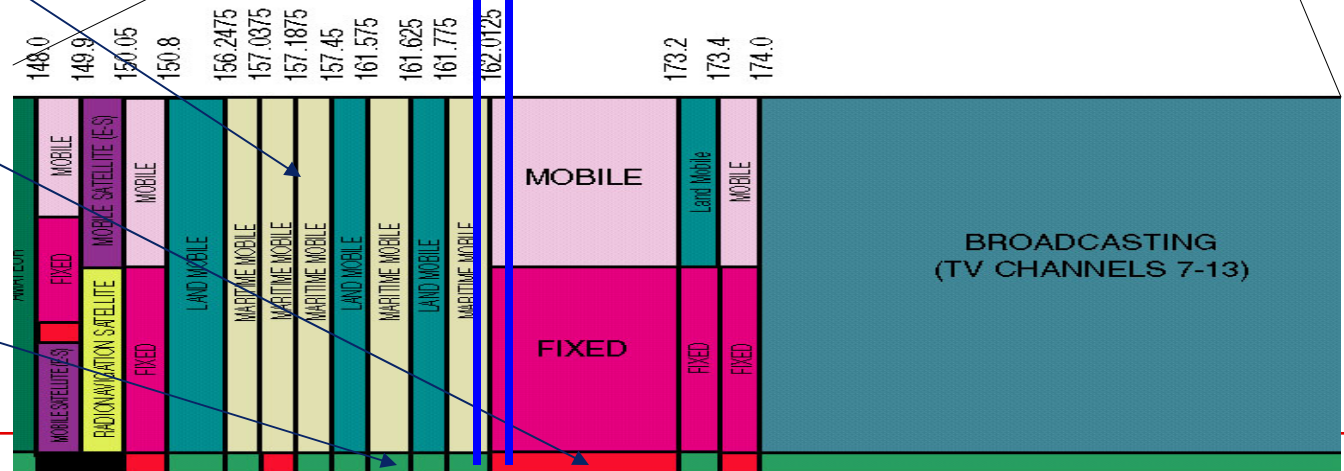 148.0
149.9
150.05
150.8
156.2475
157.0375
157.1875
157.45
161.575
161.625
161.775
162.0125
173.2
173.4
174.0
AMATEUR
MOBILE
FIXED
MOBILE SATELLITE (E-S)
MOBILE SATELLITE (E-S)
RADIONAVIGATION SATELLITE
MOBILE
FIXED
LAND MOBILE
MARITIME MOBILE
MARITIME MOBILE
MARITIME MOBILE
LAND MOBILE
MARITIME MOBILE
LAND MOBILE
MARITIME MOBILE
MOBILE
FIXED
Land Mobile
FIXED
MOBILE
FIXED
BROADCASTING
(TV CHANNELS 7-13)